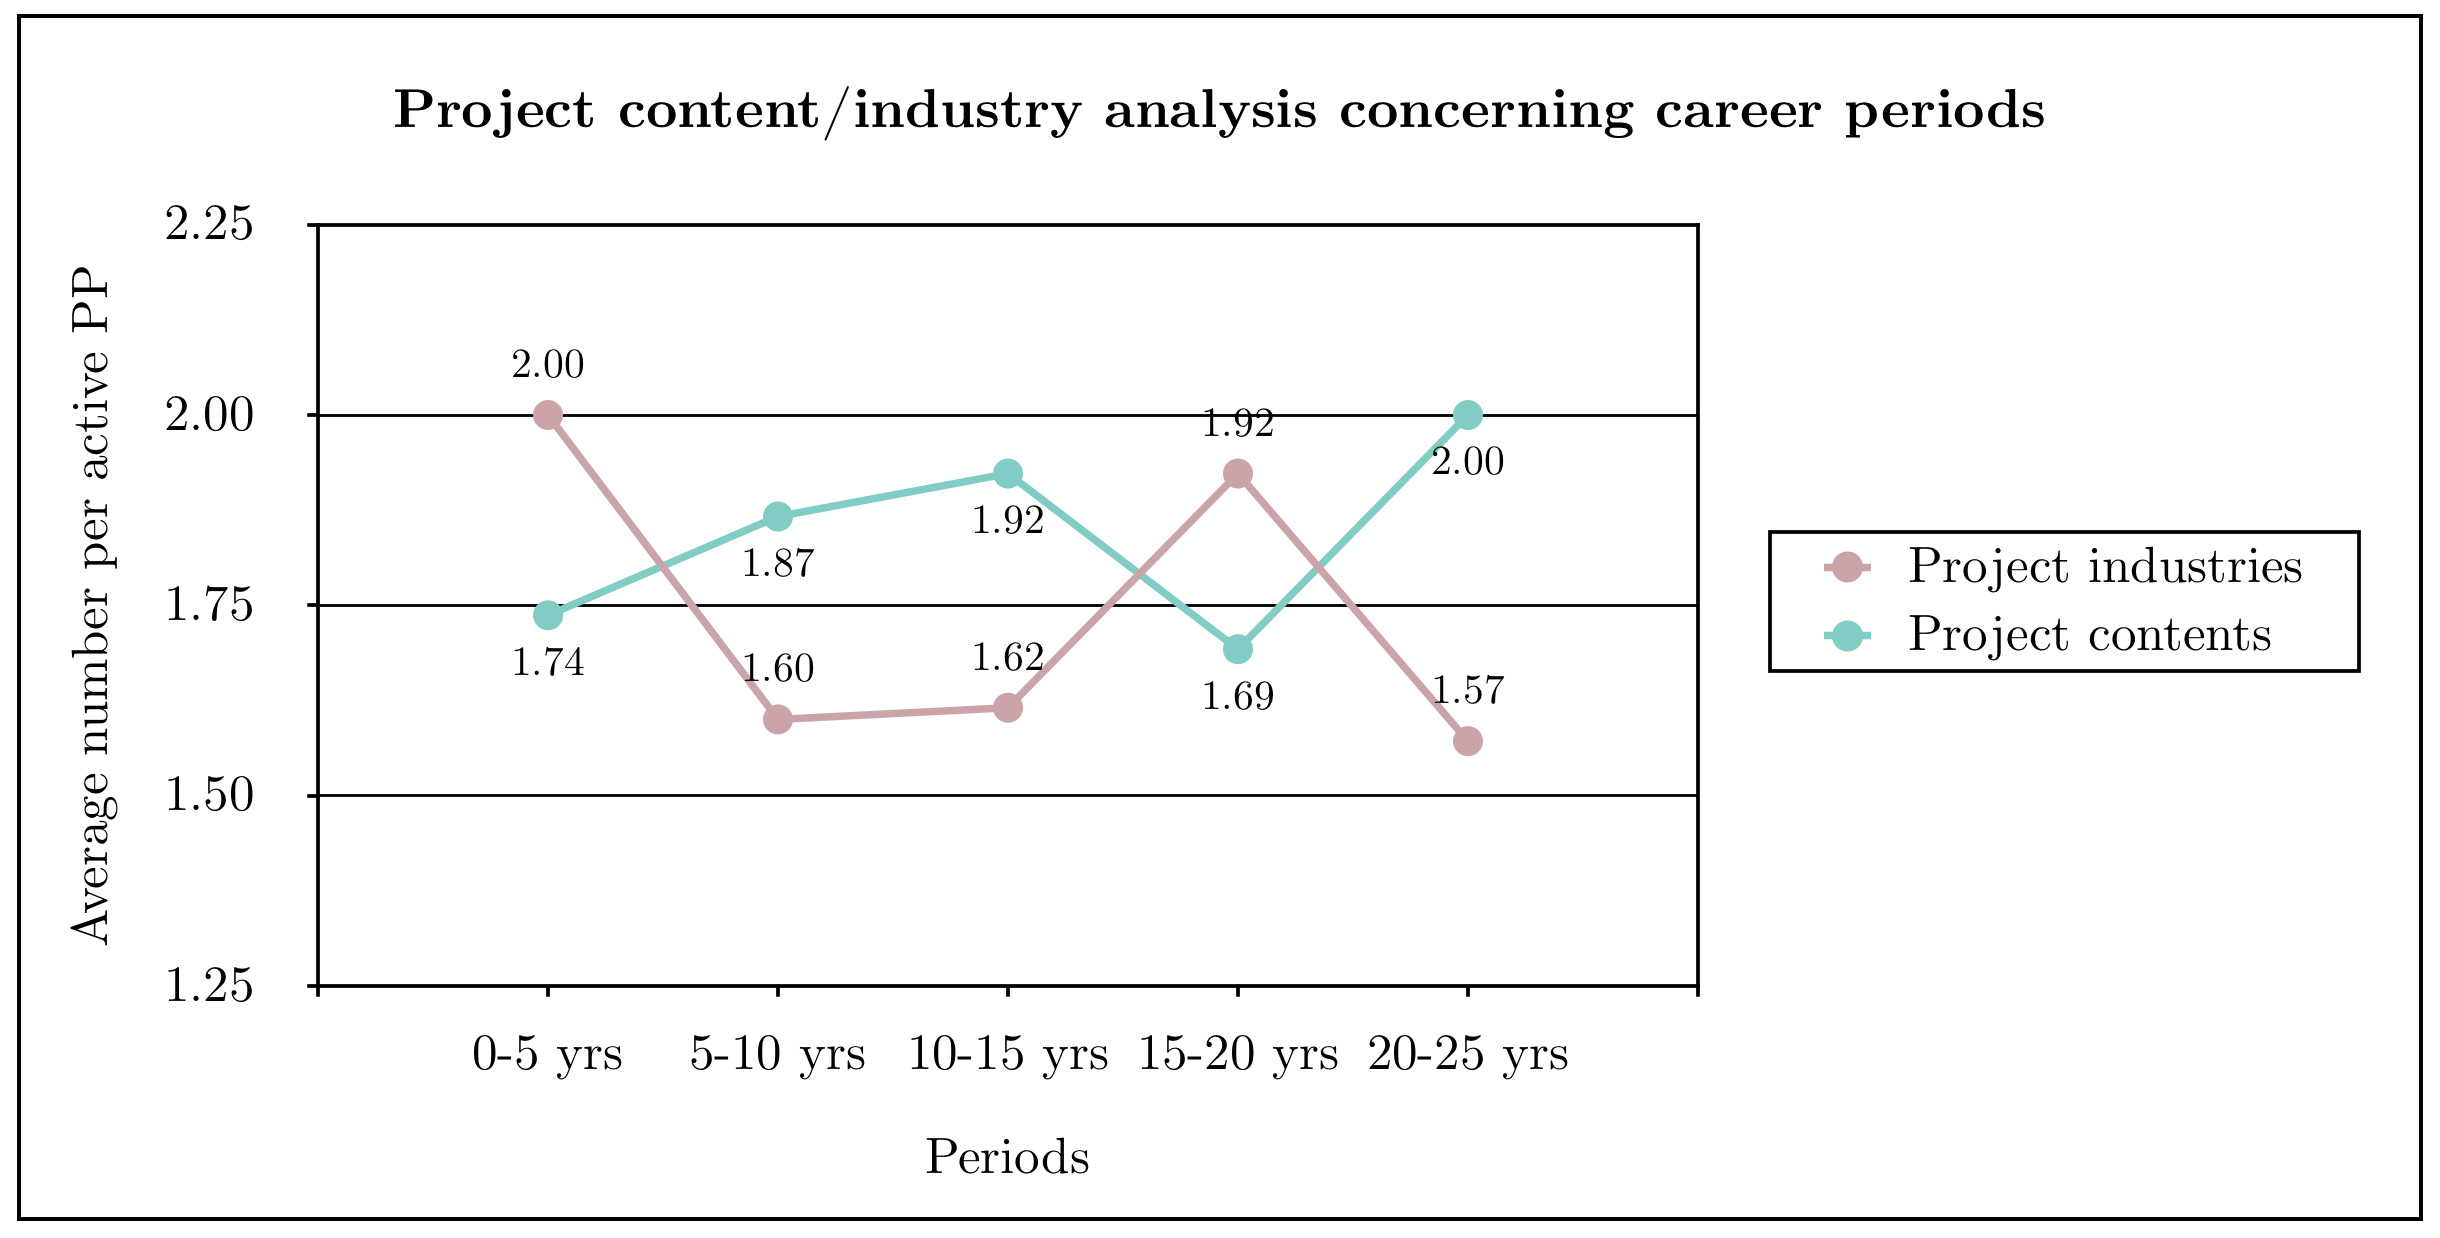 Project content/industry analysis concerning career periods
Average number per active PP
2.25
2.00
1.75
1.50
1.25
2.00
1.60
1.62
1.92
1.57
1.74
1.87
1.92
1.69
2.00
0-5 yrs
5-10 yrs
10-15 yrs
15-20 yrs
20-25 yrs
Periods
Project industries
Project contents